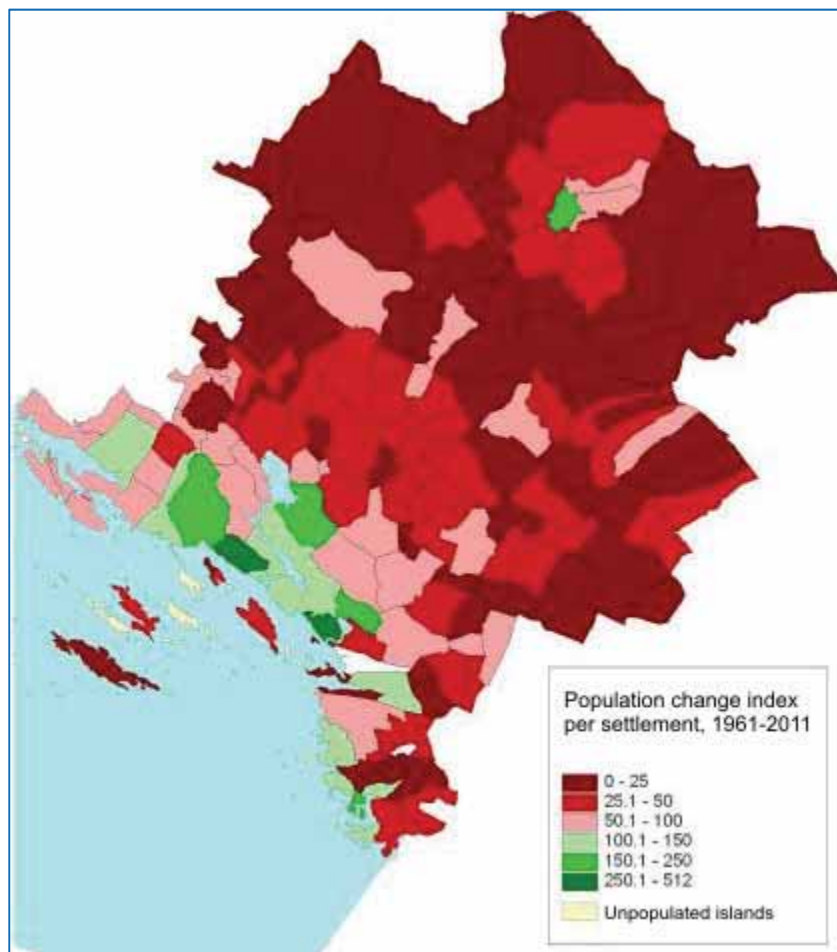 Population change index
per settlement, 1961-2011
0 - 25
25.1 - 50
50.1 - 100
100.1 - 150
150.1 - 250
250.1 - 512
Unpopulated islands